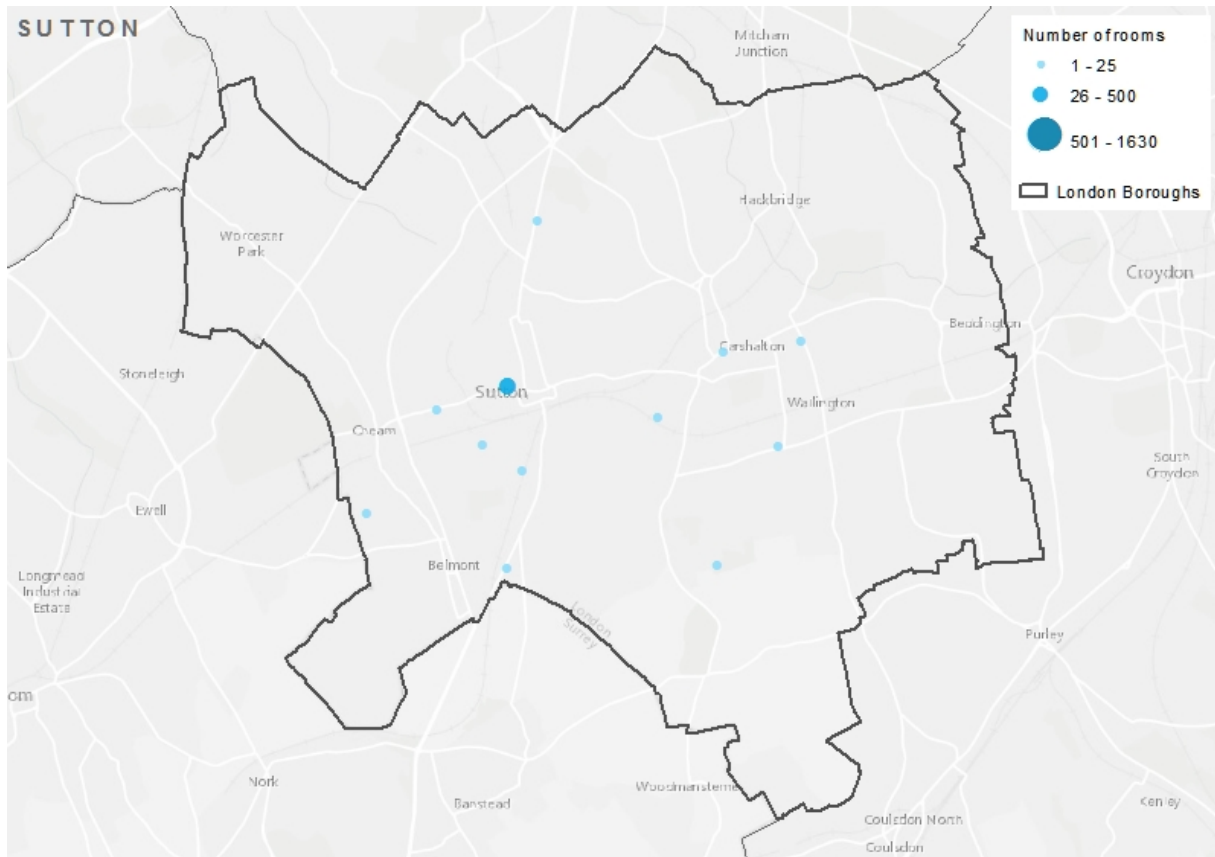 SUTTON
Mitcham
Junction
Number of rooms
1 - 25
26 - 500
501 - 1630
London Boroughs
Hackbridge
Worcester
Park
Croydon
Beddington
Carshalton
Stoneleigh
Sutton
Wallington
Cheam
South
Croydon
Ewell
Belmont
Longmead
Industrial
Estate
London
Surrey
Purley
om
Nork
Woodmansterne
Banstead
Kenley
Coulsdon North
Coulsdon